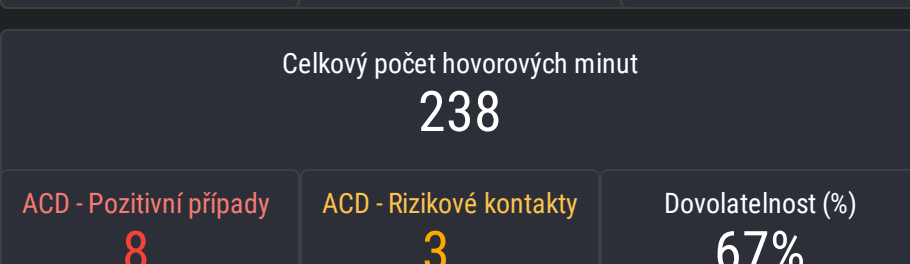 Celkový počet hovorových minut
238
ACD - Pozitivní případy
ACD - Rizikové kontakty
Dovolatelnost (%)
8
3
67%